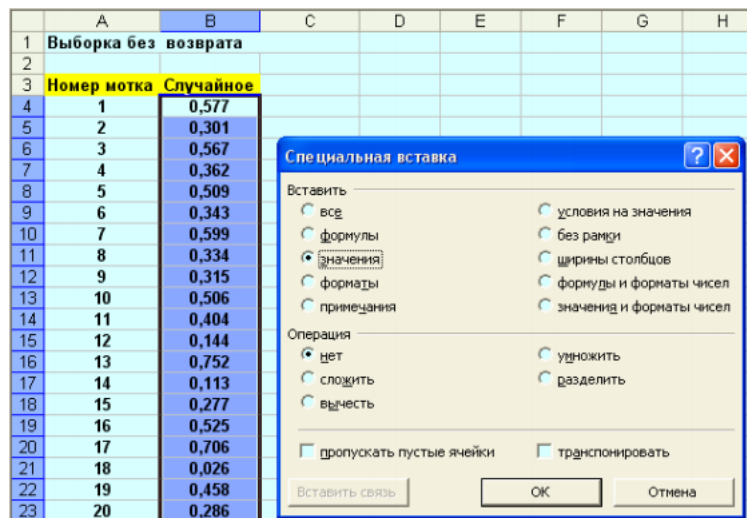 A B C D E F G H
1 Выборка без возврата
2
3 Номер мотка Случайное
4 1 0,577
5 2 0,301
6 3 0,567
7 4 0,362
8 5 0,509
9 6 0,343
10 7 0,599
11 8 0,334
12 9 0,315
13 10 0,506
14 11 0,404
15 12 0,144
16 13 0,752
17 14 0,113
18 15 0,277
19 16 0,525
20 17 0,706
21 18 0,026
22 19 0,458
23 20 0,286
Специальная вставка
Вставить
все условия на значения
формулы без рамки
значения ширины столбцов
форматы формулы и форматы чисел
примечания значения и форматы чисел
Операция
нет умножить
сложить разделить
вычесть
пропускать пустые ячейки транспонировать
Вставить связь ОК Отмена